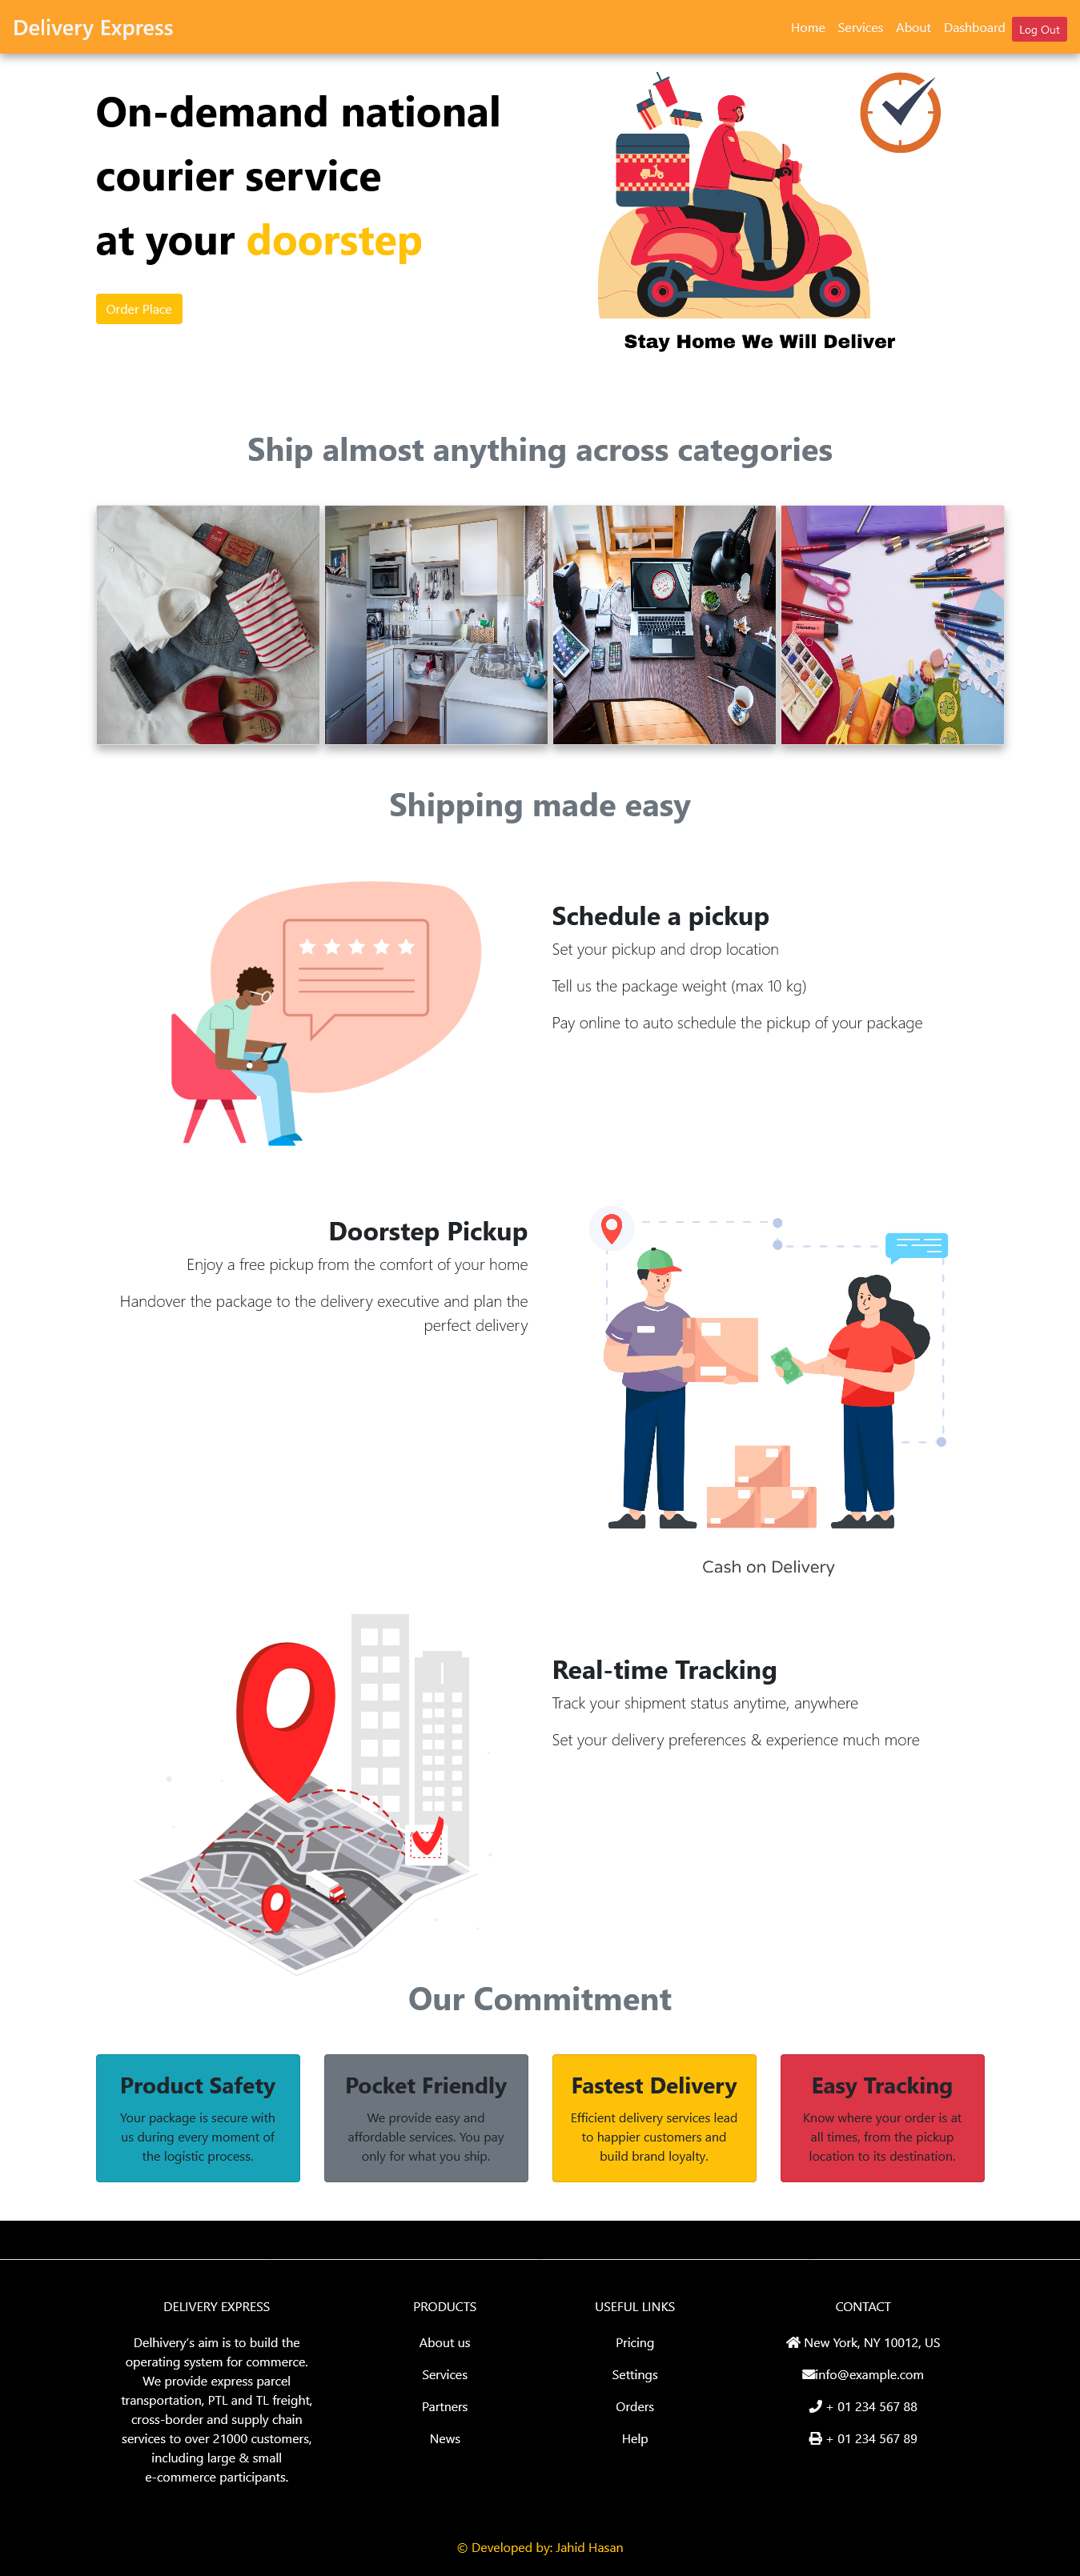 Delivery Express
Home Services About Dashboard Log Out
On-demand national
courier service
at your doorstep
Order Place
Stay Home We Will Deliver
Ship almost anything across categories
Shipping made easy
Schedule a pickup
Set your pickup and drop location
Tell us the package weight (max 10 kg)
Pay online to auto schedule the pickup of your package
Doorstep Pickup
Enjoy a free pickup from the comfort of your home
Handover the package to the delivery executive and plan the
perfect delivery
Cash on Delivery
Real-time Tracking
Track your shipment status anytime, anywhere
Set your delivery preferences & experience much more
Our Commitment
Product Safety
Your package is secure with
us during every moment of
the logistic process.
Pocket Friendly
We provide easy and
affordable services. You pay
only for what you ship.
Fastest Delivery
Efficient delivery services lead
to happier customers and
build brand loyalty.
Easy Tracking
Know where your order is at
all times, from the pickup
location to its destination.
DELIVERY EXPRESS
Delhivery's aim is to build the
operating system for commerce.
We provide express parcel
transportation, PTL and TL freight,
cross-border and supply chain
services to over 21000 customers,
including large & small
e-commerce participants.
PRODUCTS
About us
Services
Partners
News
USEFUL LINKS
Pricing
Settings
Orders
Help
CONTACT
New York, NY 10012, US
info@example.com
+ 01 234 567 88
+ 01 234 567 89
© Developed by: Jahid Hasan